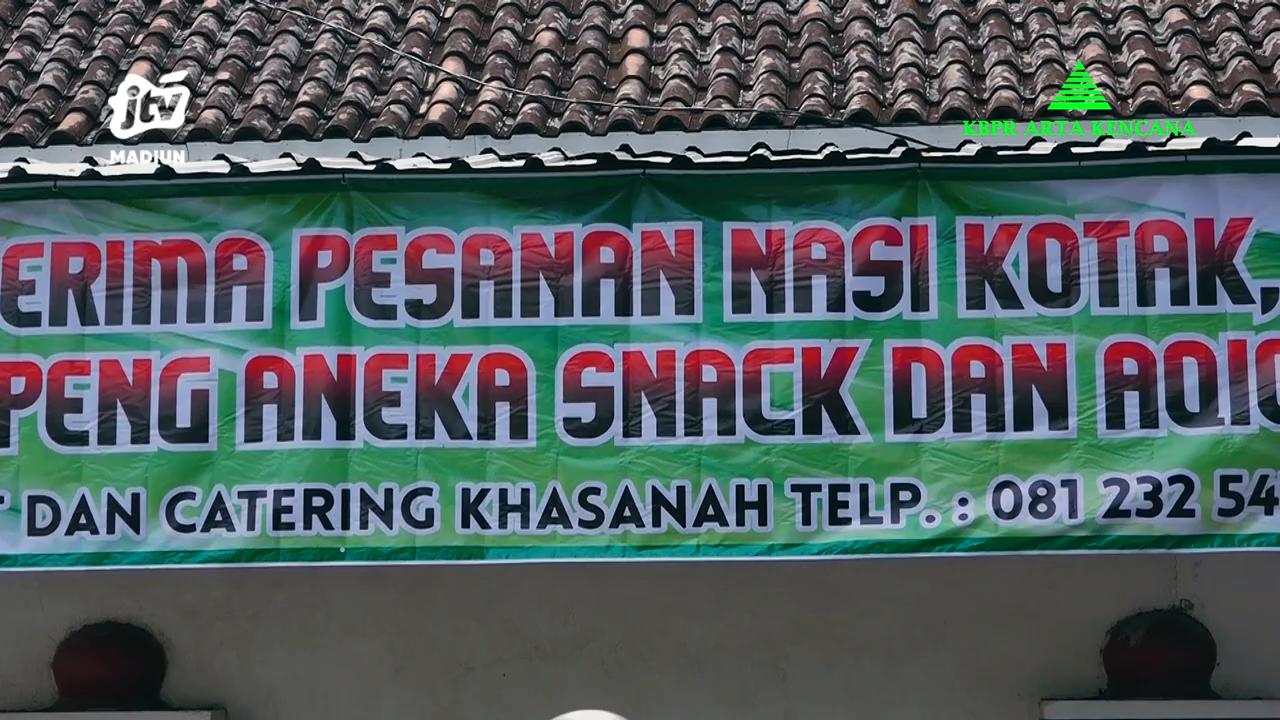 jtv
MADIUN
KBPR ARTA KENCANA
ERIMA PESANAN NASI KOTAK,
PENG ANEKA SNACK DAN AQIQ
T DAN CATERING KHASANAH TELP. : 081 232 54